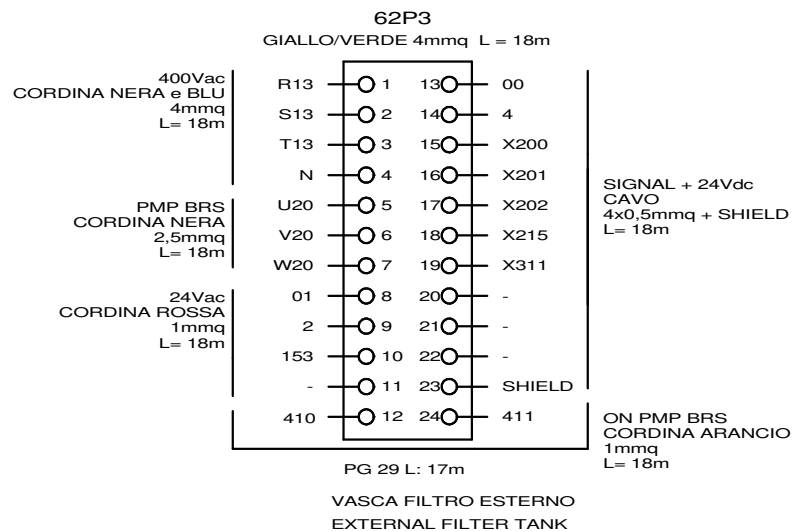 62P3
GIALLO/VERDE 4mmq L = 18m
400Vac
CORDINA NERA e BLU
4mmq
L= 18m
PMP BRS
CORDINA NERA
2,5mmq
L= 18m
24Vac
CORDINA ROSSA
1mmq
L= 18m
R13 1 13 00
S13 2 14 4
T13 3 15 X200
N 4 16 X201
U20 5 17 X202
V20 6 18 X215
W20 7 19 X311
01 8 20 -
2 9 21 -
153 10 22 -
- 11 23 SHIELD
410 12 24 411
SIGNAL + 24Vdc
CAVO
4x0,5mmq + SHIELD
L= 18m
ON PMP BRS
CORDINA ARANCIO
1mmq
L= 18m
PG 29 L: 17m
VASCA FILTRO ESTERNO
EXTERNAL FILTER TANK